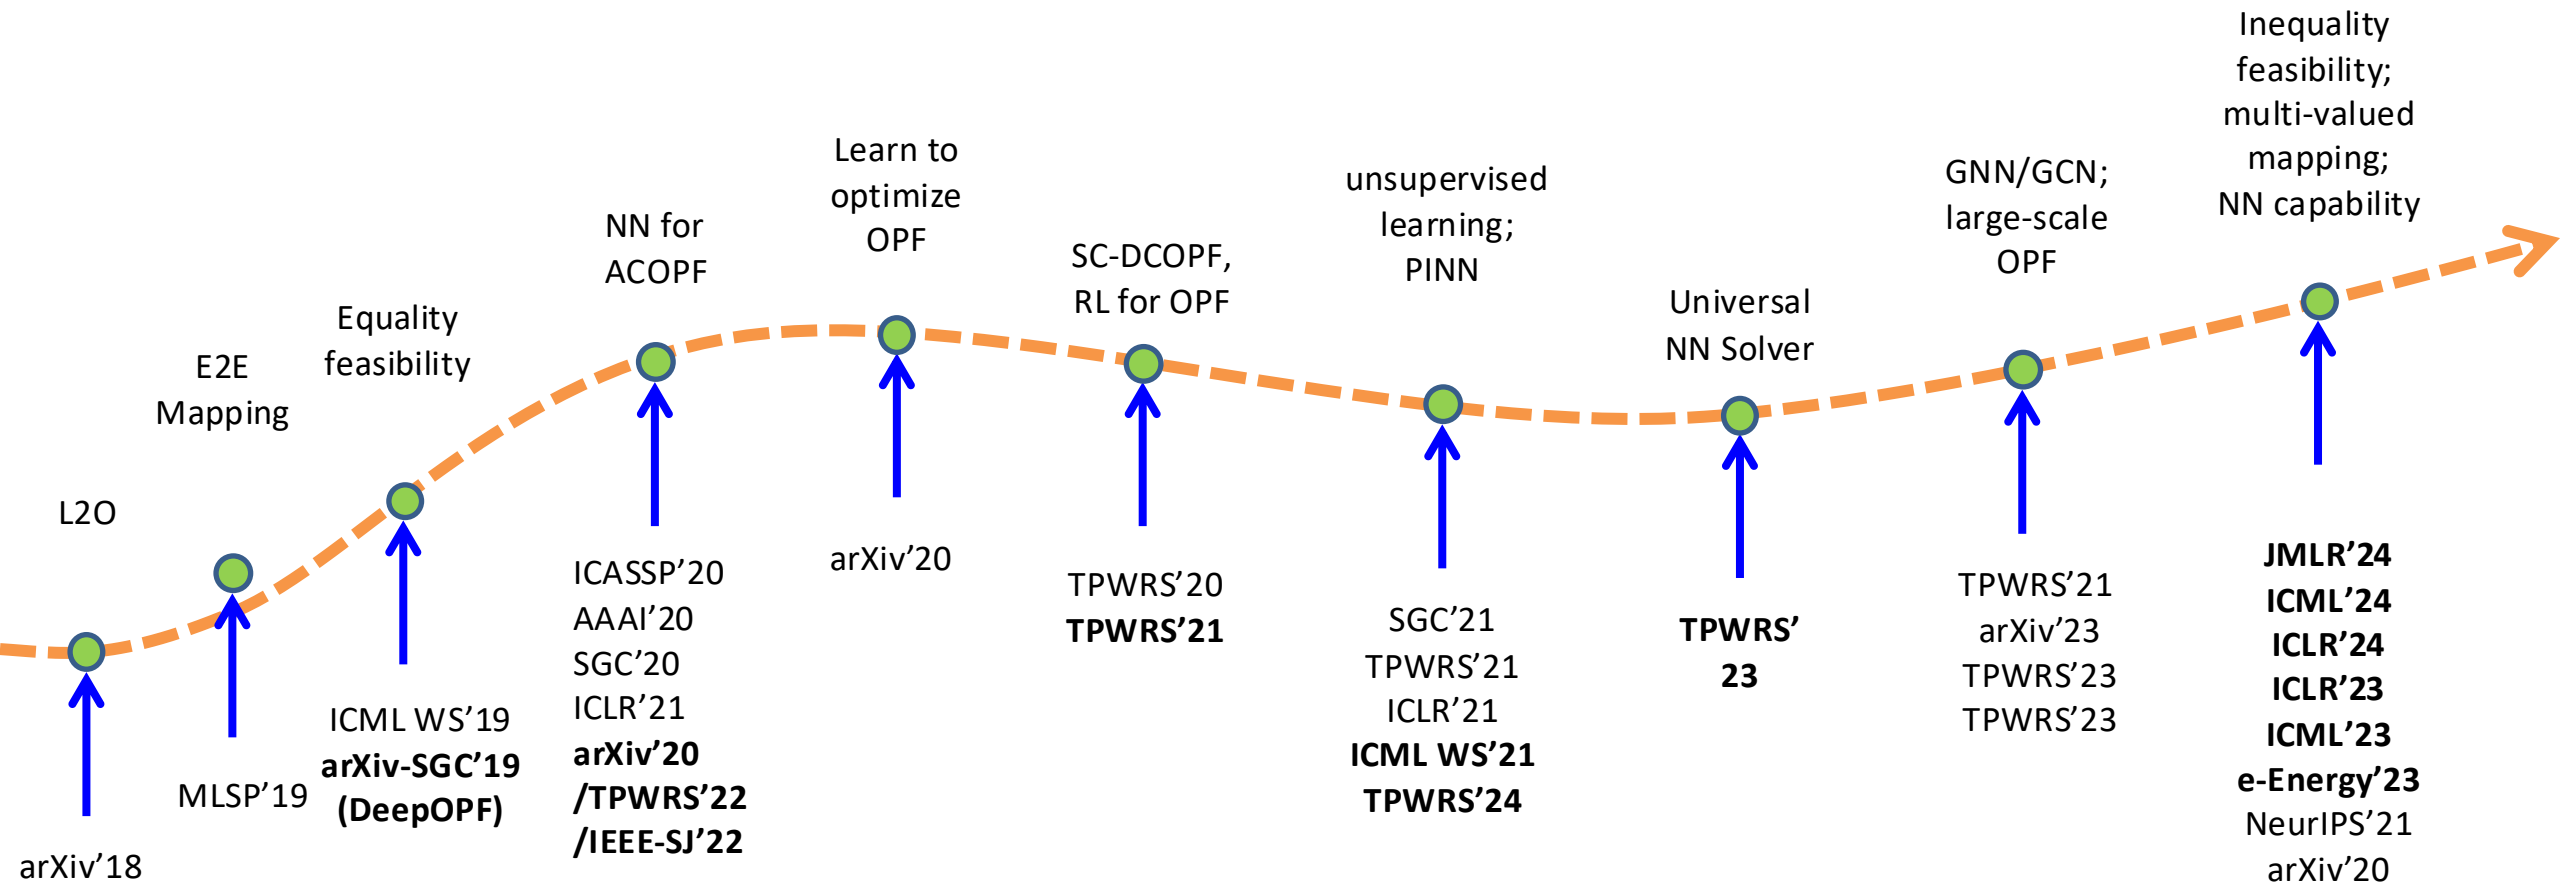 L2O
arXiv’18
E2E
Mapping
MLSP’19
Equality
feasibility
ICML WS’19
arXiv-SGC’19
(DeepOPF)
NN for
ACOPF
ICASSP’20
AAAI’20
SGC’20
ICLR’21
arXiv’20
/TPWRS’22
/IEEE-SJ’22
Learn to
optimize
OPF
arXiv’20
SC-DCOPF,
RL for OPF
TPWRS’20
TPWRS’21
unsupervised
learning;
PINN
SGC’21
TPWRS’21
ICLR’21
ICML WS’21
TPWRS’24
Universal
NN Solver
TPWRS’
23
GNN/GCN;
large-scale
OPF
TPWRS’21
arXiv’23
TPWRS’23
TPWRS’23
Inequality
feasibility;
multi-valued
mapping;
NN capability
JMLR’24
ICML’24
ICLR’24
ICLR’23
ICML’23
e-Energy’23
NeurIPS’21
arXiv’20